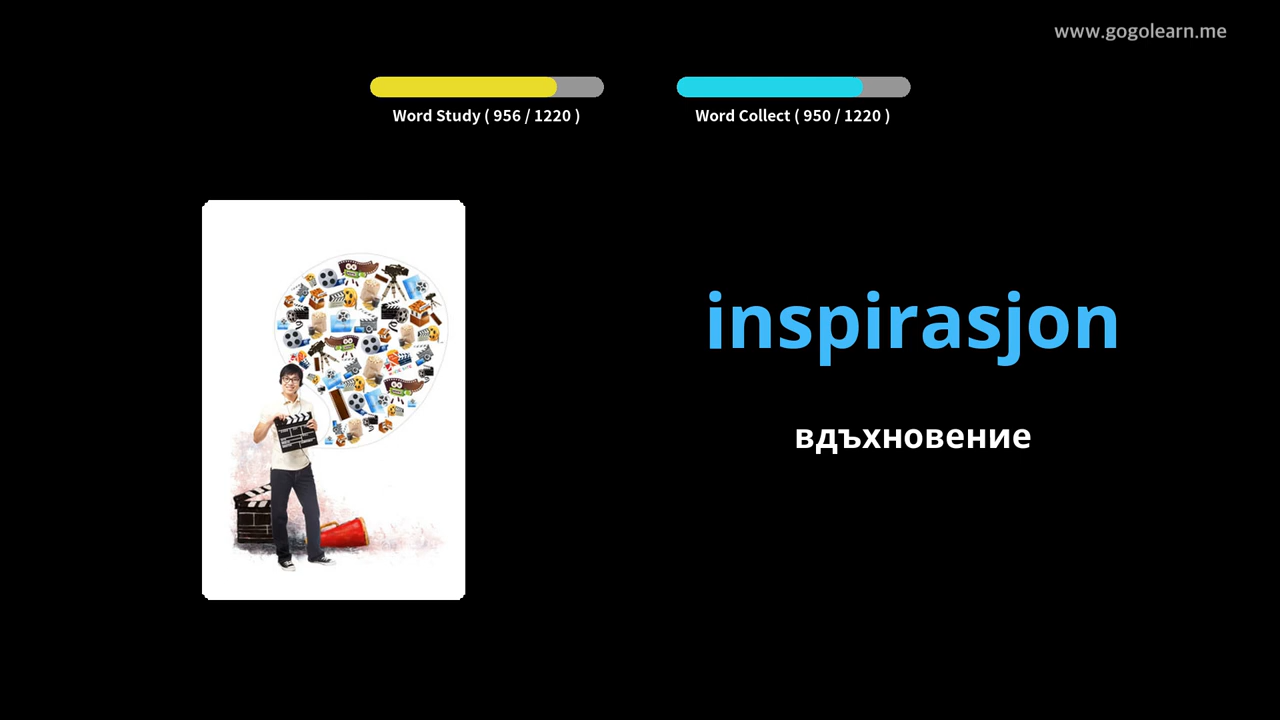 www.gogolearn.me
Word Study ( 956 / 1220 )
Word Collect ( 950 / 1220 )
inspirasjon
вдъхновение